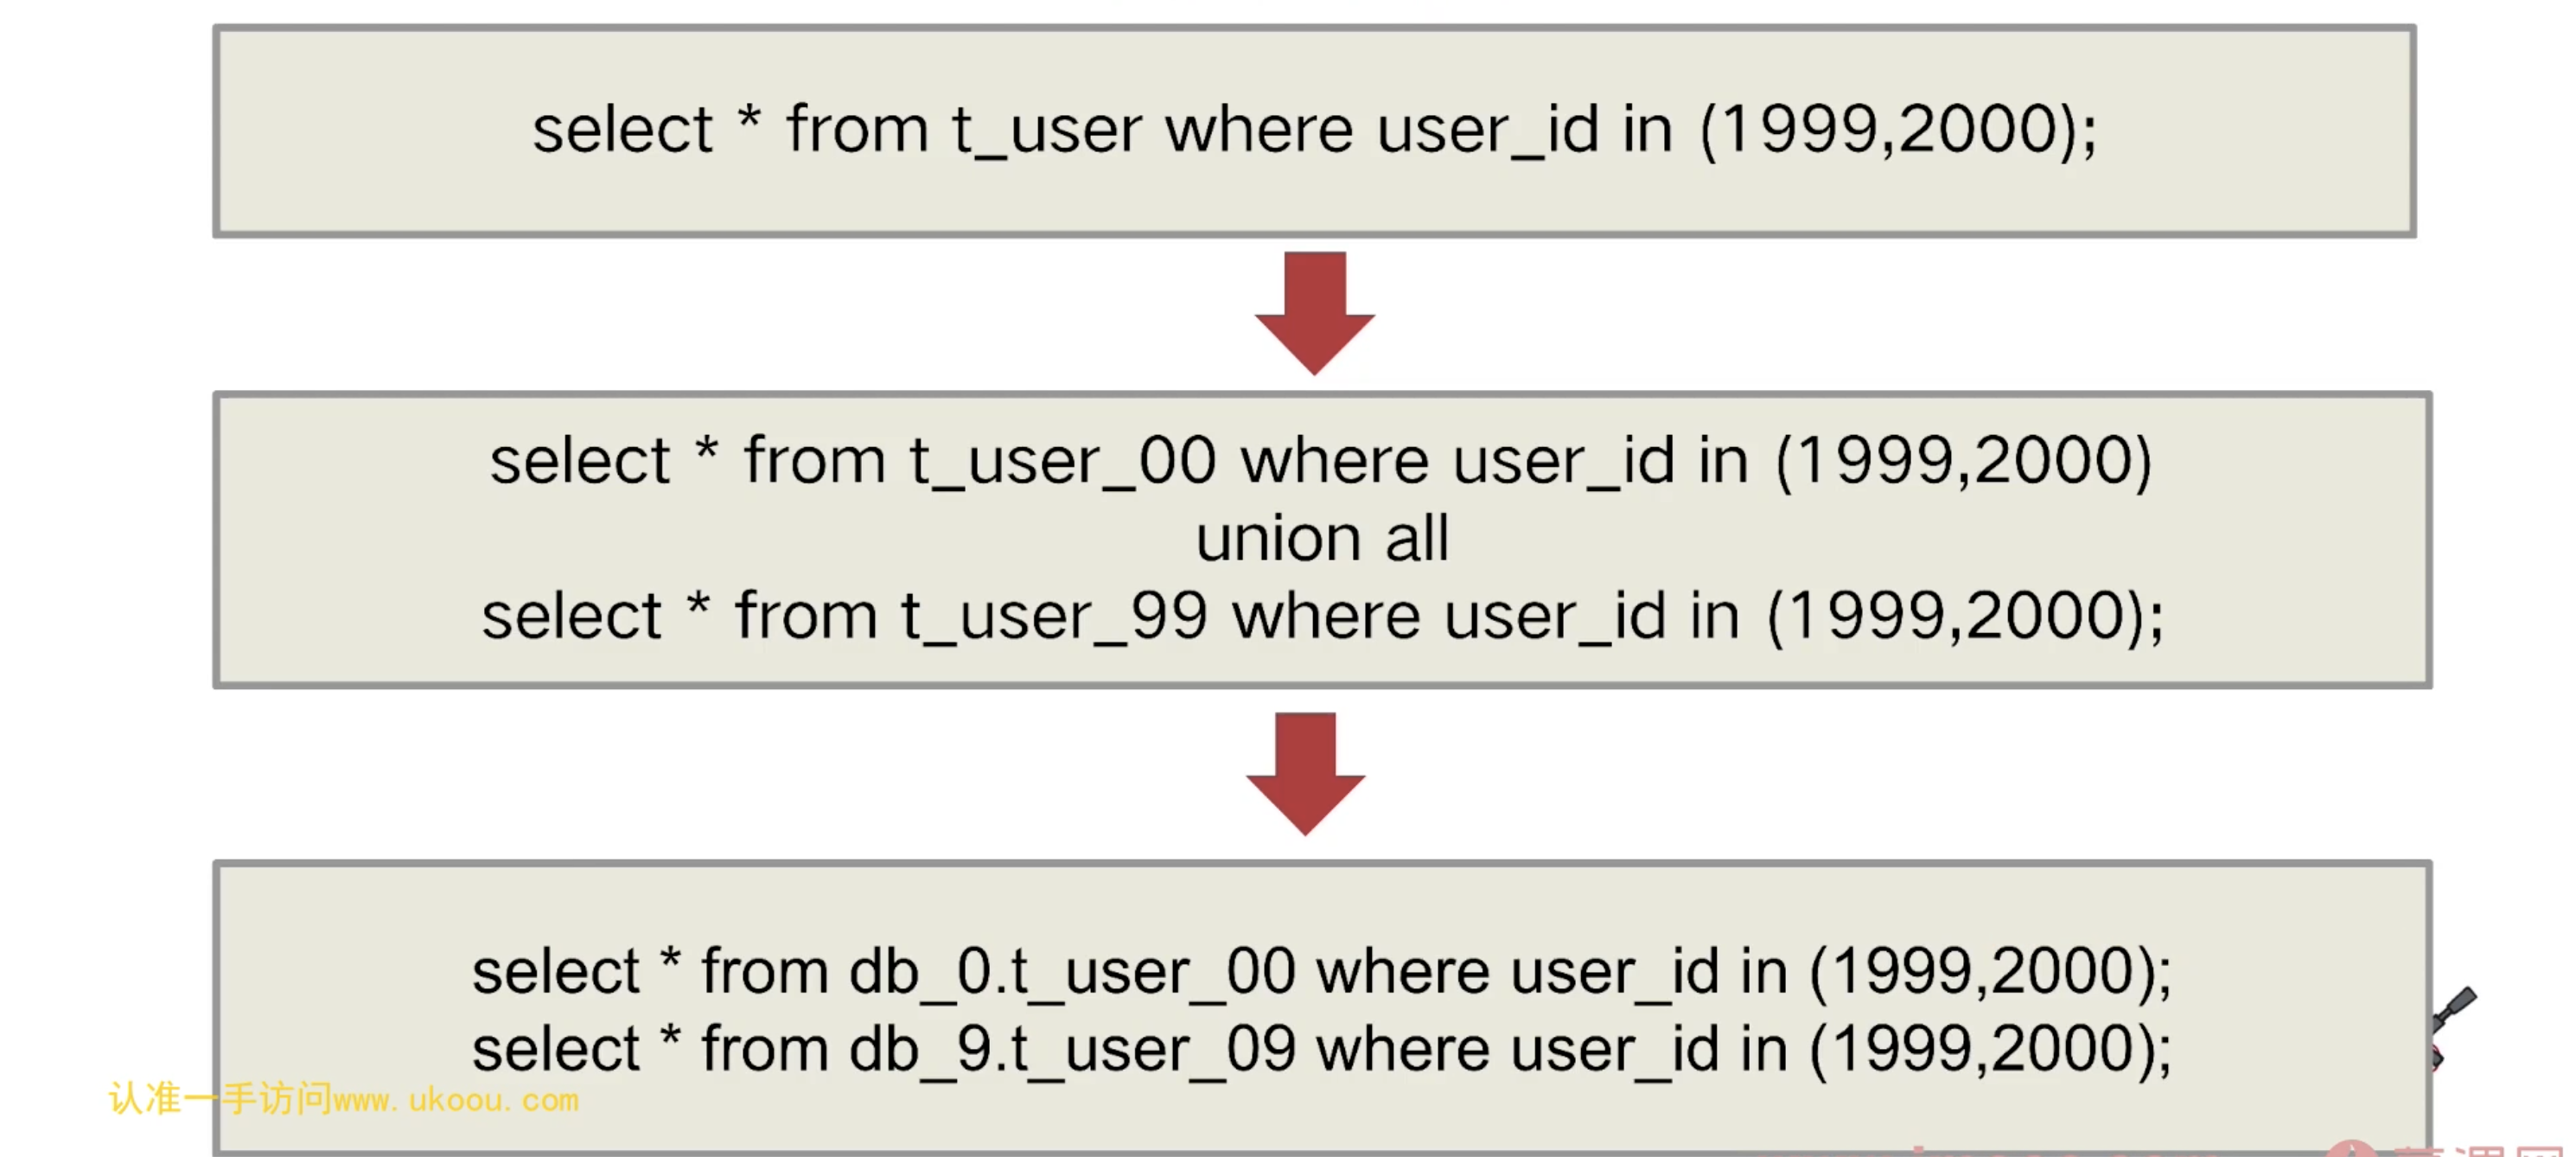 select * from t_user where user_id in (1999,2000);
select * from t_user_00 where user_id in (1999,2000)
union all
select * from t_user_99 where user_id in (1999,2000);
select * from db_0.t_user_00 where user_id in (1999,2000);
select * from db_9.t_user_09 where user_id in (1999,2000);
认准一手访问www.ukoou.com